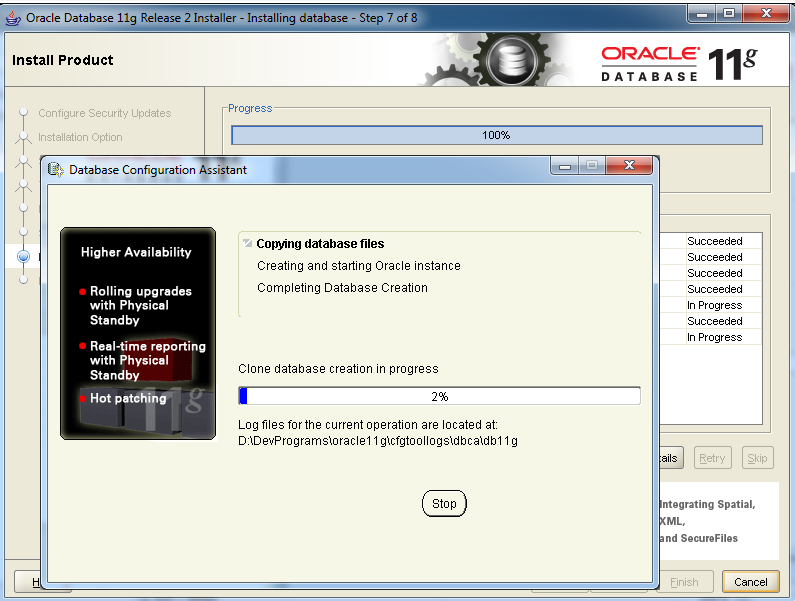 Oracle Database 11g Release 2 Installer - Installing database - Step 7 of 8
Install Product
ORACLE
DATABASE 11g
Configure Security Updates
Installation Option
Progress
100%
Database Configuration Assistant
Higher Availability
Rolling upgrades
with Physical
Standby
Real-time reporting
with Physical
Standby
Hot patching
11g
Copying database files
Creating and starting Oracle instance
Completing Database Creation
Clone database creation in progress
2%
Log files for the current operation are located at:
D:\DevPrograms\oracle11g\cfgtoollogs\dbca\db11g
Stop
Succeeded
Succeeded
Succeeded
Succeeded
In Progress
Succeeded
In Progress
ails
Retry
Skip
Integrating Spatial,
XML,
and SecureFiles
H
Finish
Cancel